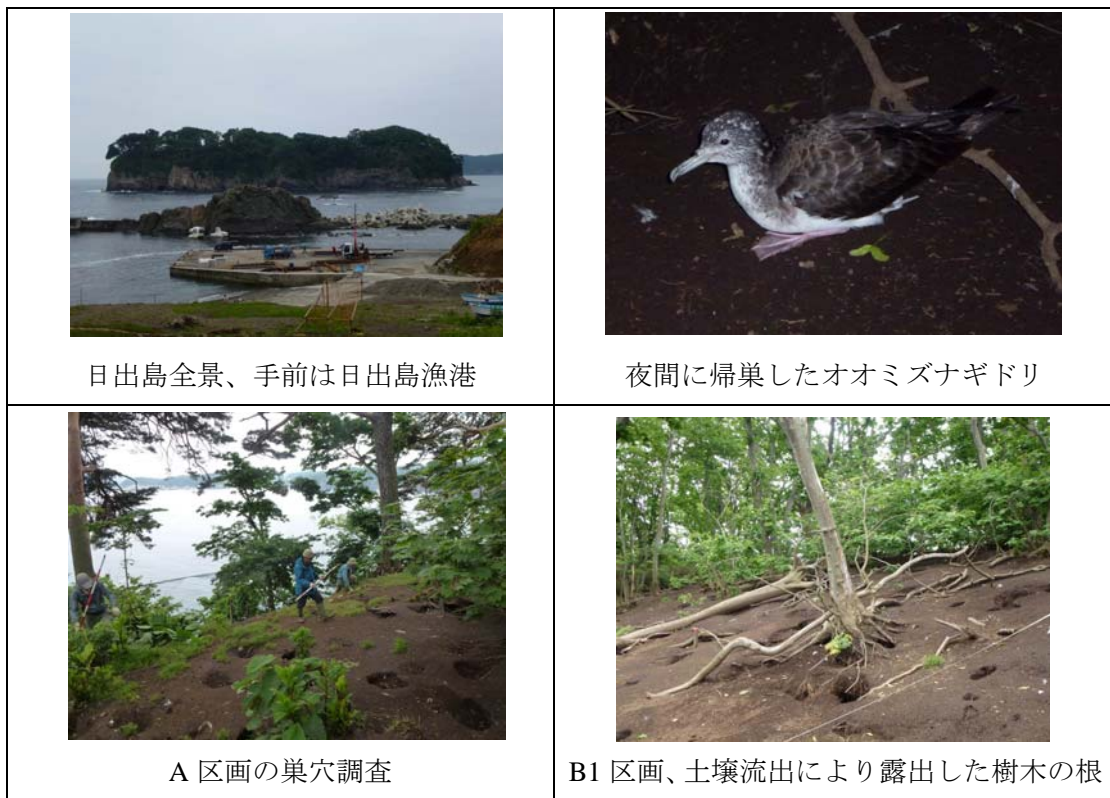 日出島全景、手前は日出島漁港
夜間に帰巣したオオミズナギドリ
A 区画の巣穴調査
B1 区画、土壌流出により露出した樹木の根